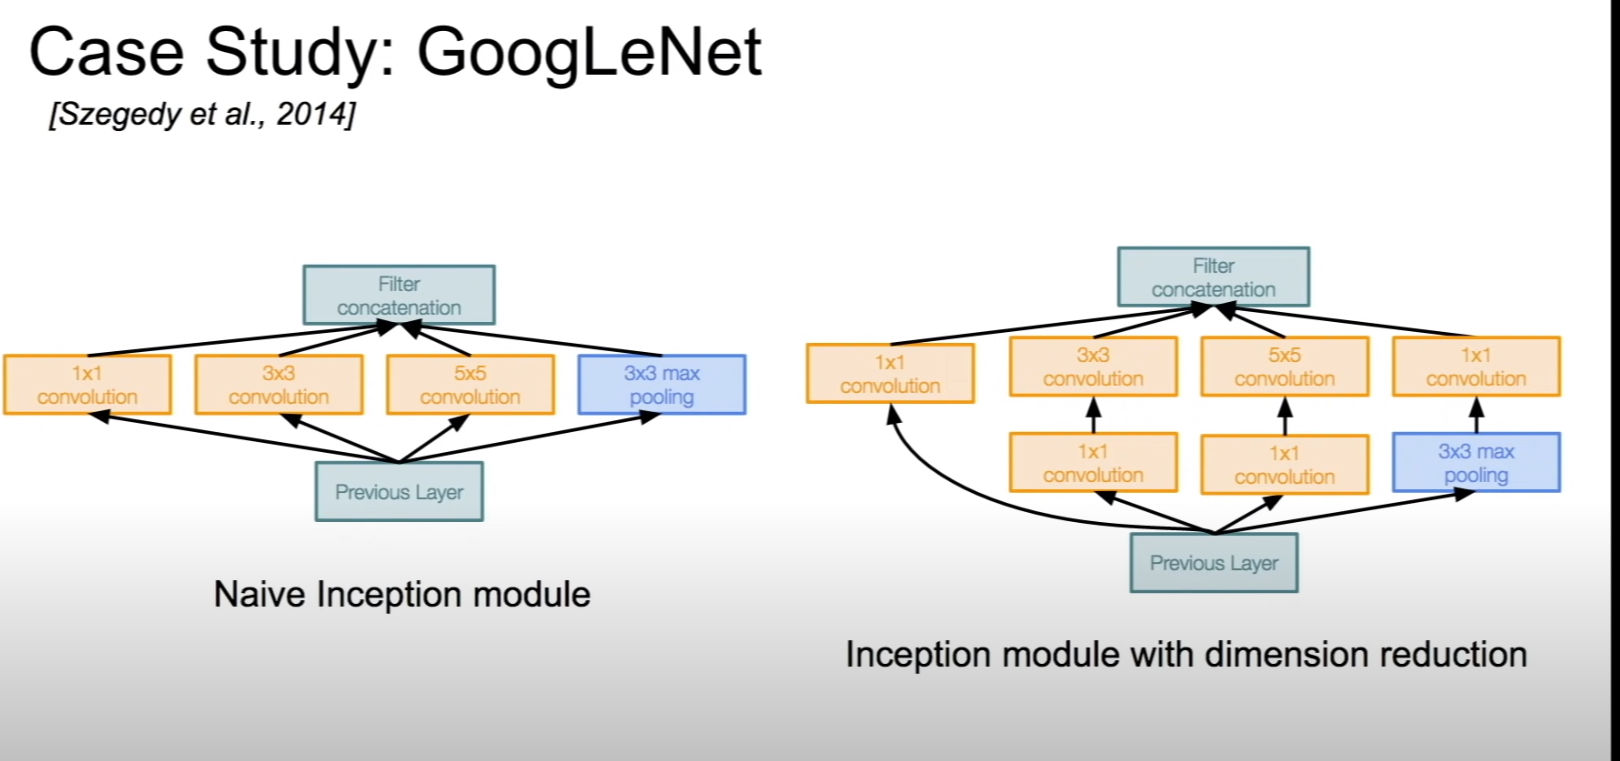 Case Study: GoogLeNet
[Szegedy et al., 2014]
Filter
concatenation
1x1
convolution
3x3
convolution
5x5
convolution
3x3 max
pooling
Previous Layer
Naive Inception module
Filter
concatenation
1x1
convolution
3x3
convolution
5x5
convolution
1x1
convolution
1x1
convolution
1x1
convolution
3x3 max
pooling
Previous Layer
Inception module with dimension reduction